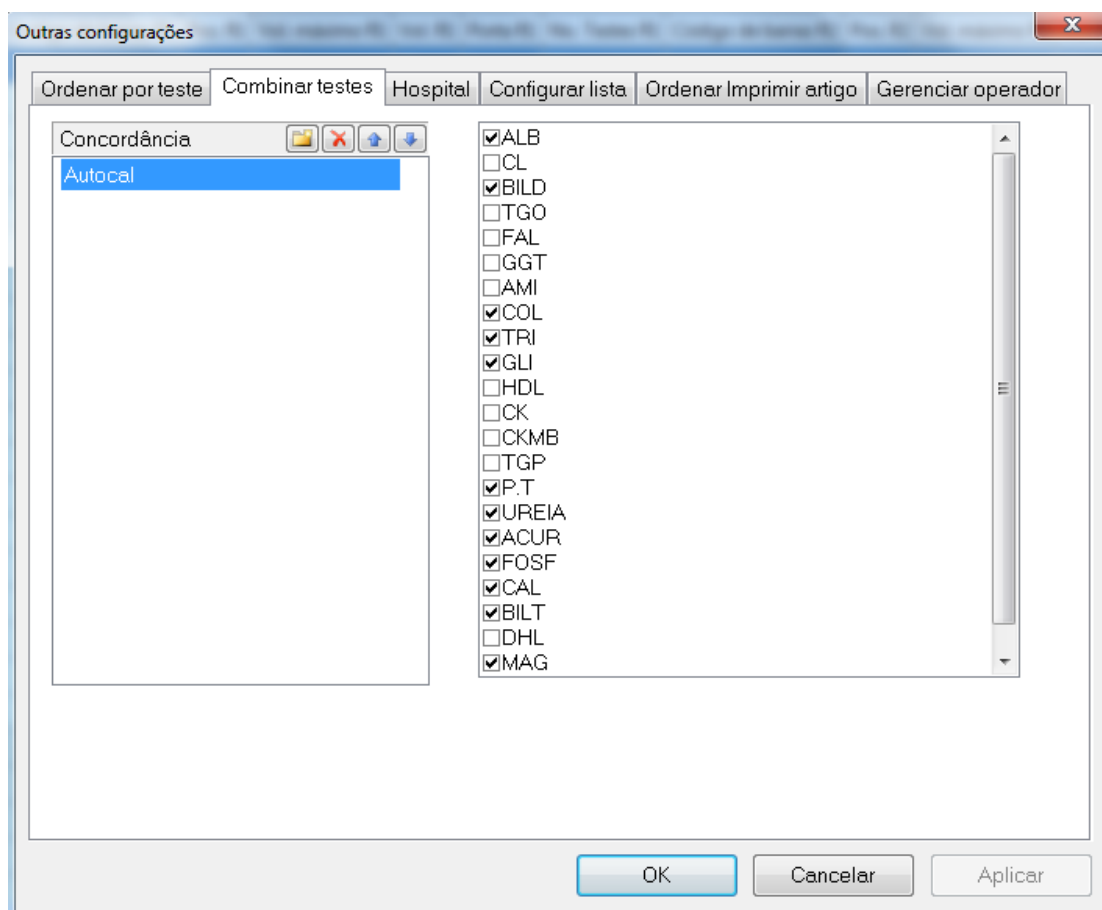 Outras configurações
Ordenar por teste Combinar testes Hospital Configurar lista Ordenar Imprimir artigo Gerenciar operador
Concordância
Autocal
ALB
CL
BILD
TGO
FAL
GGT
AMI
COL
TRI
GLI
HDL
CK
CKMB
TGP
P.T
UREIA
ACUR
FOSF
CAL
BILT
DHL
MAG
OK Cancelar Aplicar